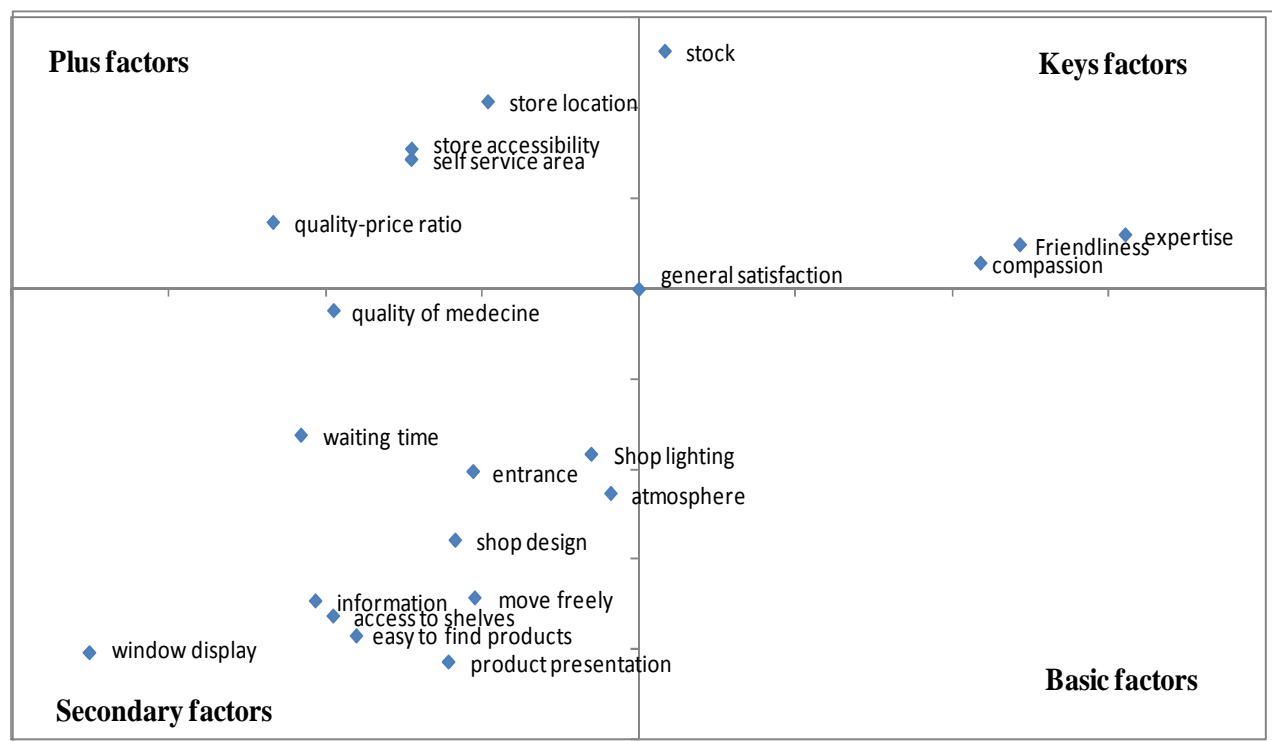 Plus factors
Keys factors
stock
store location
store accessibility
self service area
quality-price ratio
expertise
Friendliness
compassion
general satisfaction
quality of medecine
waiting time
Shop lighting
entrance
atmosphere
shop design
information
move freely
access to shelves
easy to find products
window display
product presentation
Basic factors
Secondary factors